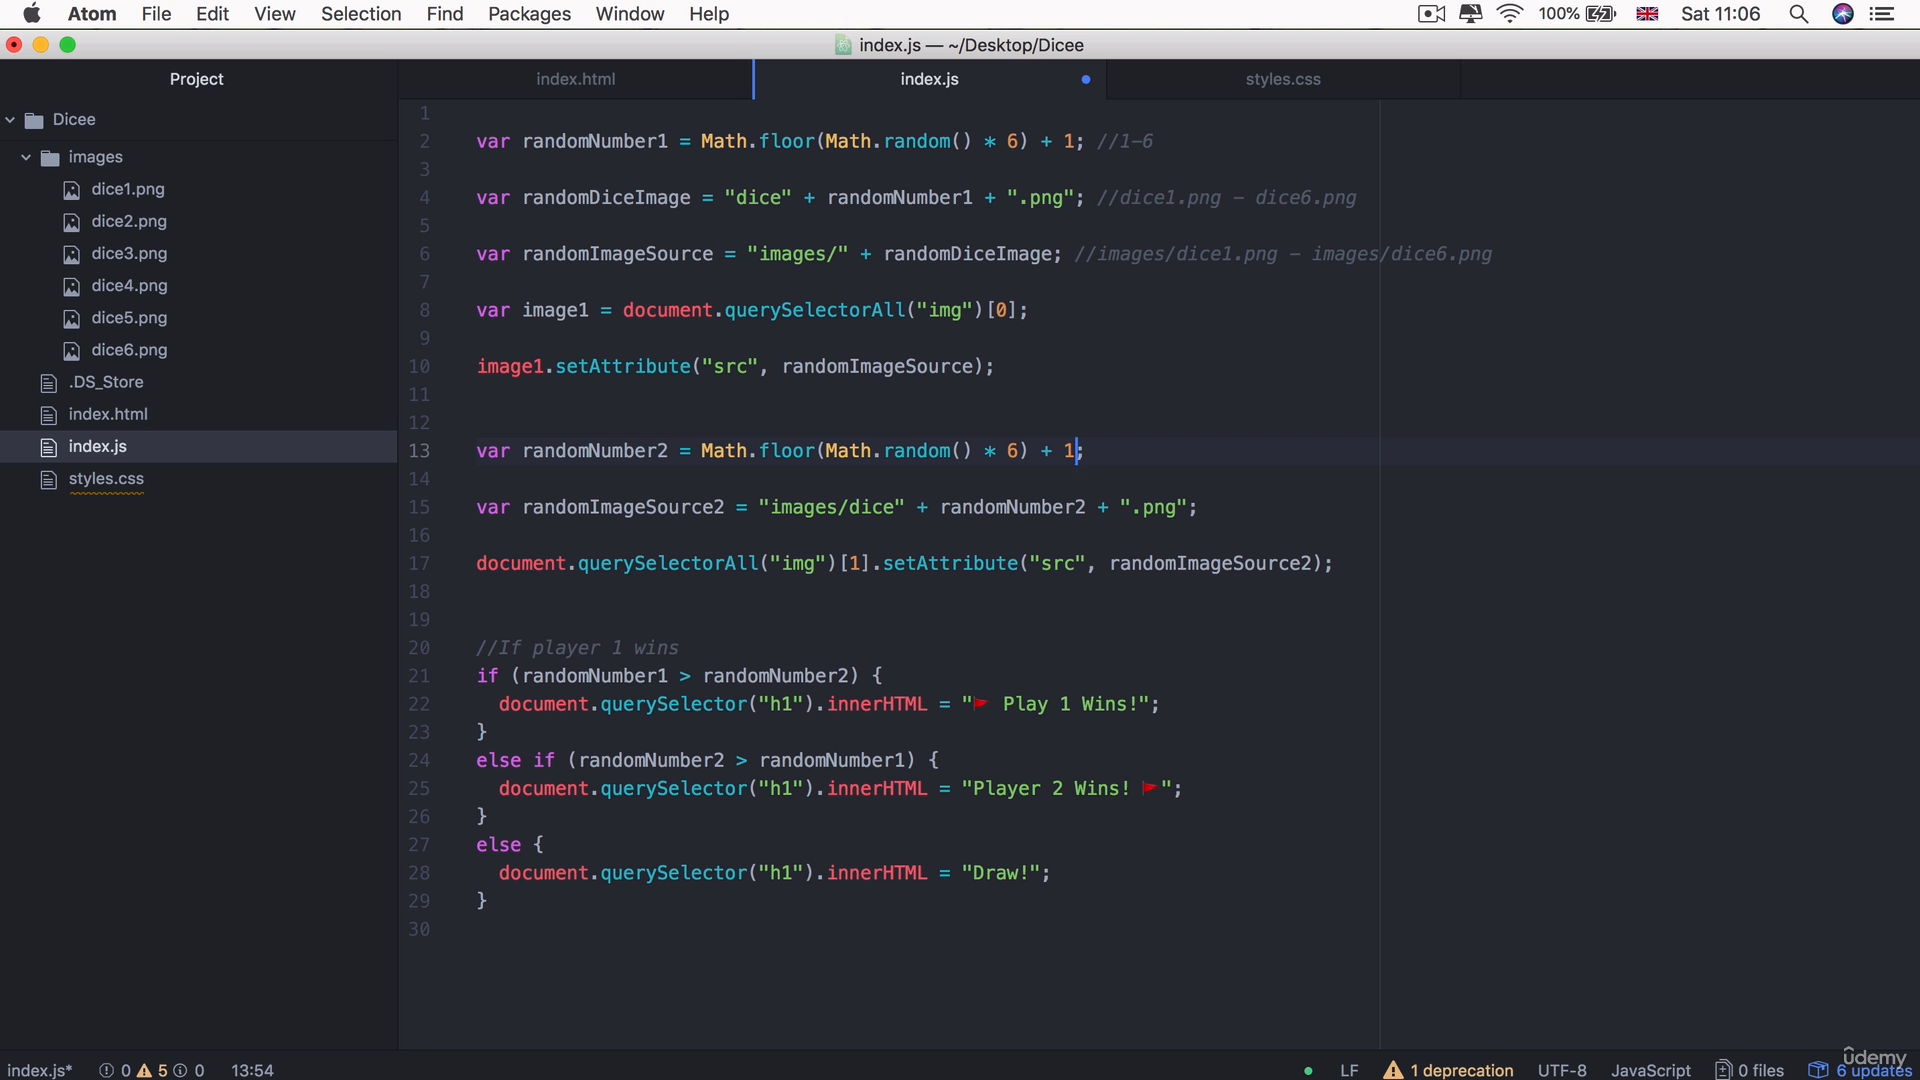 Atom File Edit View Selection Find Packages Window Help 100% Sat 11:06
index.js — ~/Desktop/Dicee
Project
index.html index.js styles.css
Dicee
images
dice1.png
dice2.png
dice3.png
dice4.png
dice5.png
dice6.png
.DS_Store
index.html
index.js
styles.css
1
2 var randomNumber1 = Math.floor(Math.random() * 6) + 1; //1-6
3
4 var randomDiceImage = "dice" + randomNumber1 + ".png"; //dice1.png - dice6.png
5
6 var randomImageSource = "images/" + randomDiceImage; //images/dice1.png - images/dice6.png
7
8 var image1 = document.querySelectorAll("img")[0];
9
10 image1.setAttribute("src", randomImageSource);
11
12
13 var randomNumber2 = Math.floor(Math.random() * 6) + 1;
14
15 var randomImageSource2 = "images/dice" + randomNumber2 + ".png";
16
17 document.querySelectorAll("img")[1].setAttribute("src", randomImageSource2);
18
19
20 //If player 1 wins
21 if (randomNumber1 > randomNumber2) {
22 document.querySelector("h1").innerHTML = "🚩 Play 1 Wins!";
23 }
24 else if (randomNumber2 > randomNumber1) {
25 document.querySelector("h1").innerHTML = "Player 2 Wins! 🚩";
26 }
27 else {
28 document.querySelector("h1").innerHTML = "Draw!";
29 }
30
index.js* 0 5 0 13:54 LF 1 deprecation UTF-8 JavaScript 0 files 6 updates
ûdemy